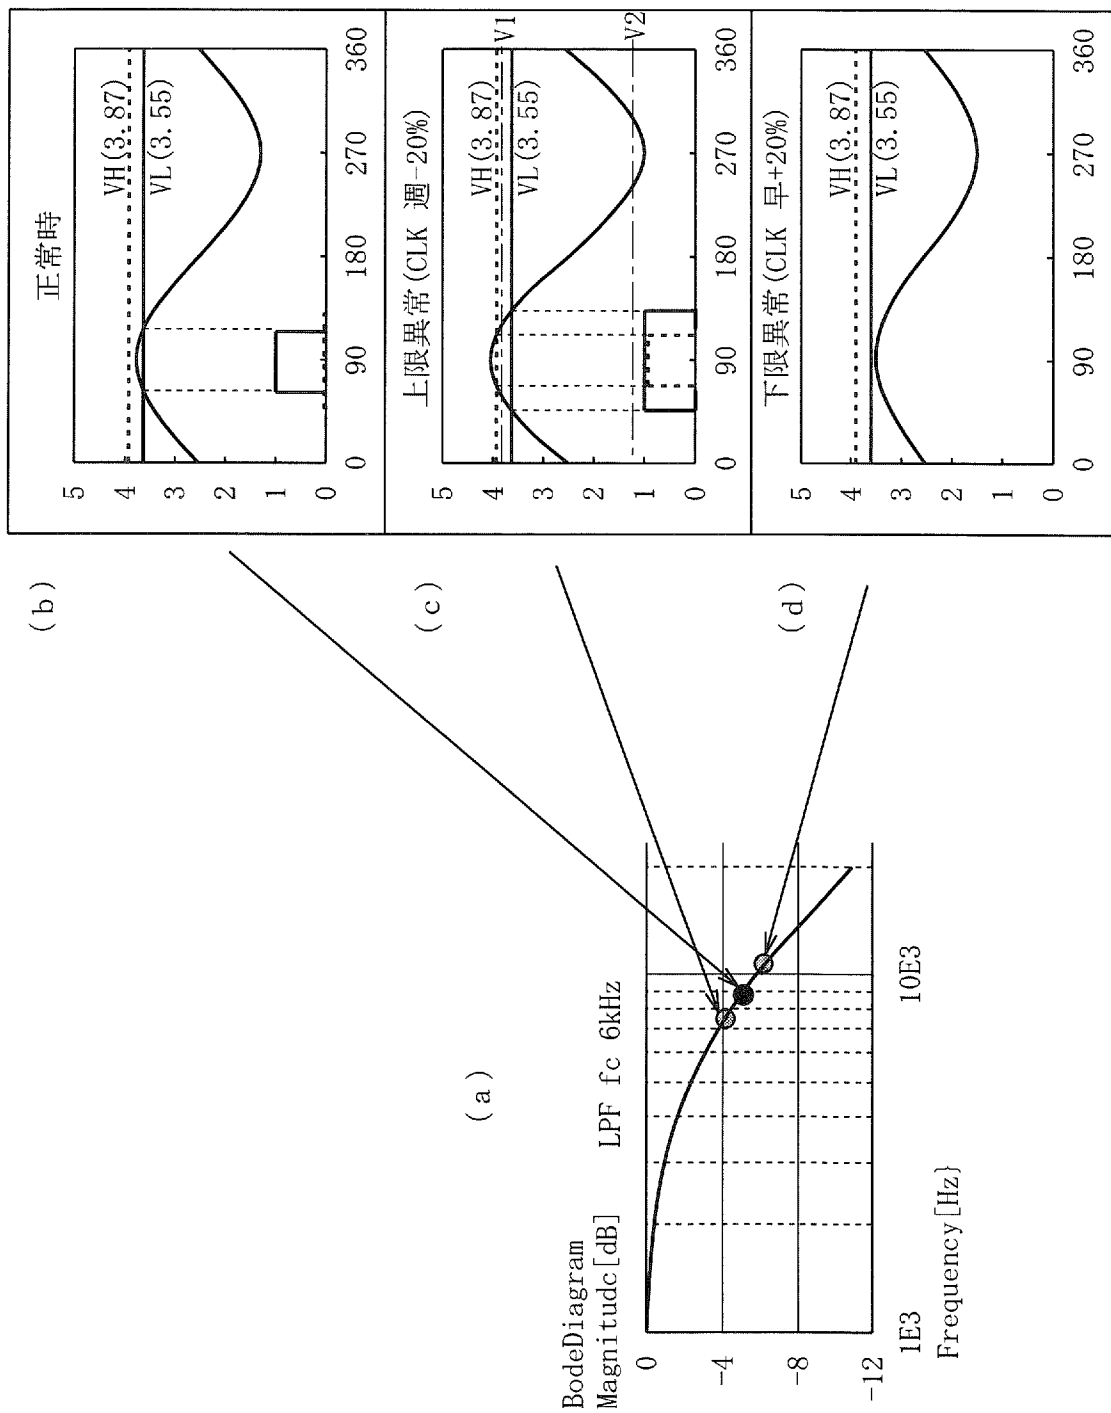 (a)
BodeDiagram
Magnitudc[dB]
LPF fc 6kHz
0
-4
-8
-12
1E3
10E3
Frequency[Hz}
(b)
正常時
5
4
3
2
1
0
VH(3.87)
VL(3.55)
0
90
180
270
360
(c)
上限異常(CLK 週-20%)
5
4
3
2
1
0
VH(3.87)
VL(3.55)
V1
V2
0
90
180
270
360
(d)
下限異常(CLK 早+20%)
5
4
3
2
1
0
VH(3.87)
VL(3.55)
0
90
180
270
360